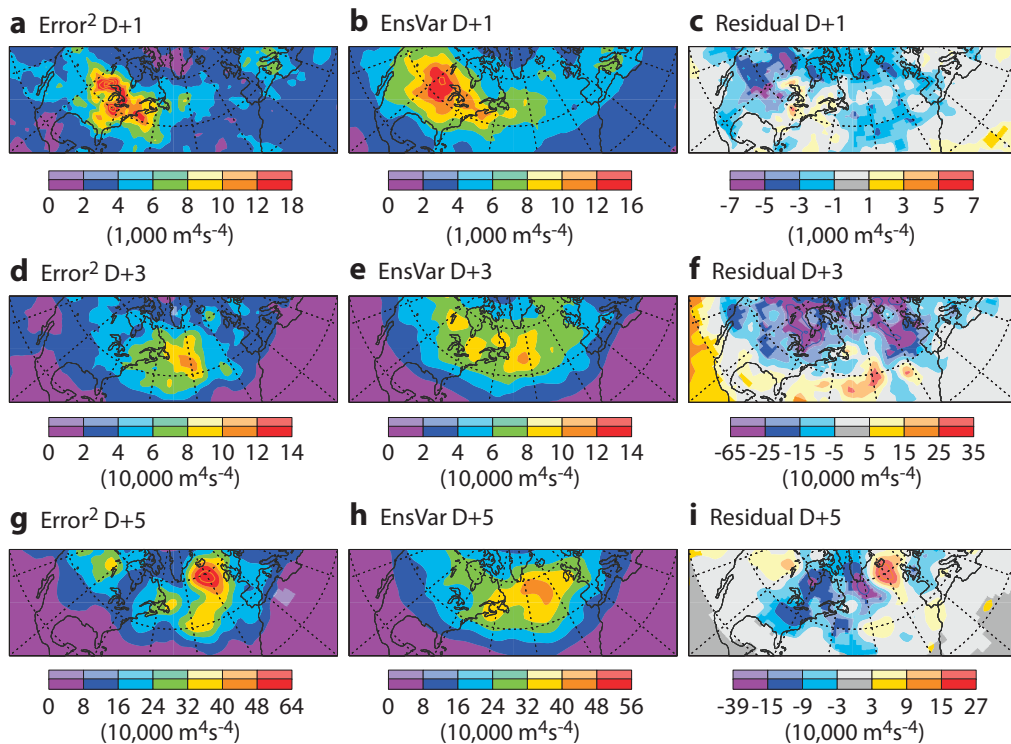 a Error² D+1
b EnsVar D+1
c Residual D+1
0 2 4 6 8 10 12 18
(1,000 m⁴s⁻⁴)
0 2 4 6 8 10 12 16
(1,000 m⁴s⁻⁴)
-7 -5 -3 -1 1 3 5 7
(1,000 m⁴s⁻⁴)
d Error² D+3
e EnsVar D+3
f Residual D+3
0 2 4 6 8 10 12 14
(10,000 m⁴s⁻⁴)
0 2 4 6 8 10 12 14
(10,000 m⁴s⁻⁴)
-65 -25 -15 -5 5 15 25 35
(10,000 m⁴s⁻⁴)
g Error² D+5
h EnsVar D+5
i Residual D+5
0 8 16 24 32 40 48 64
(10,000 m⁴s⁻⁴)
0 8 16 24 32 40 48 56
(10,000 m⁴s⁻⁴)
-39 -15 -9 -3 3 9 15 27
(10,000 m⁴s⁻⁴)